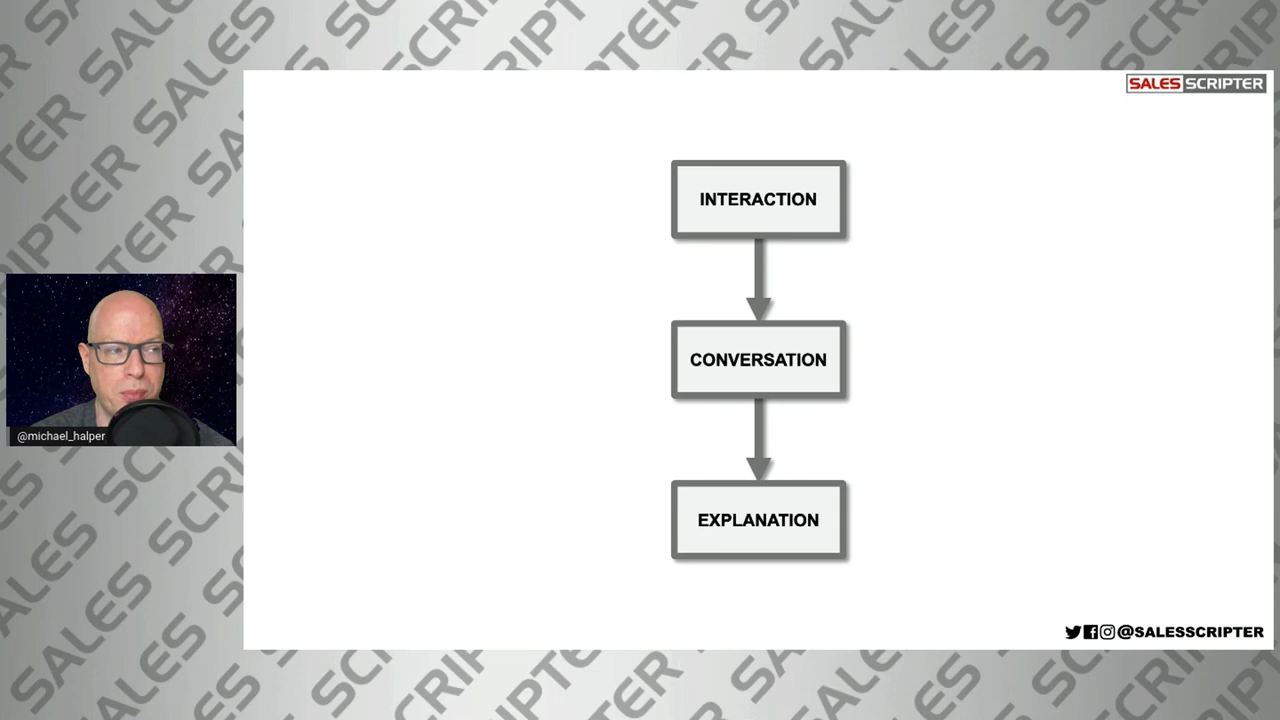 SALES SCRIPTER
INTERACTION
CONVERSATION
EXPLANATION
@michael_halper
@SALESSCRIPTER